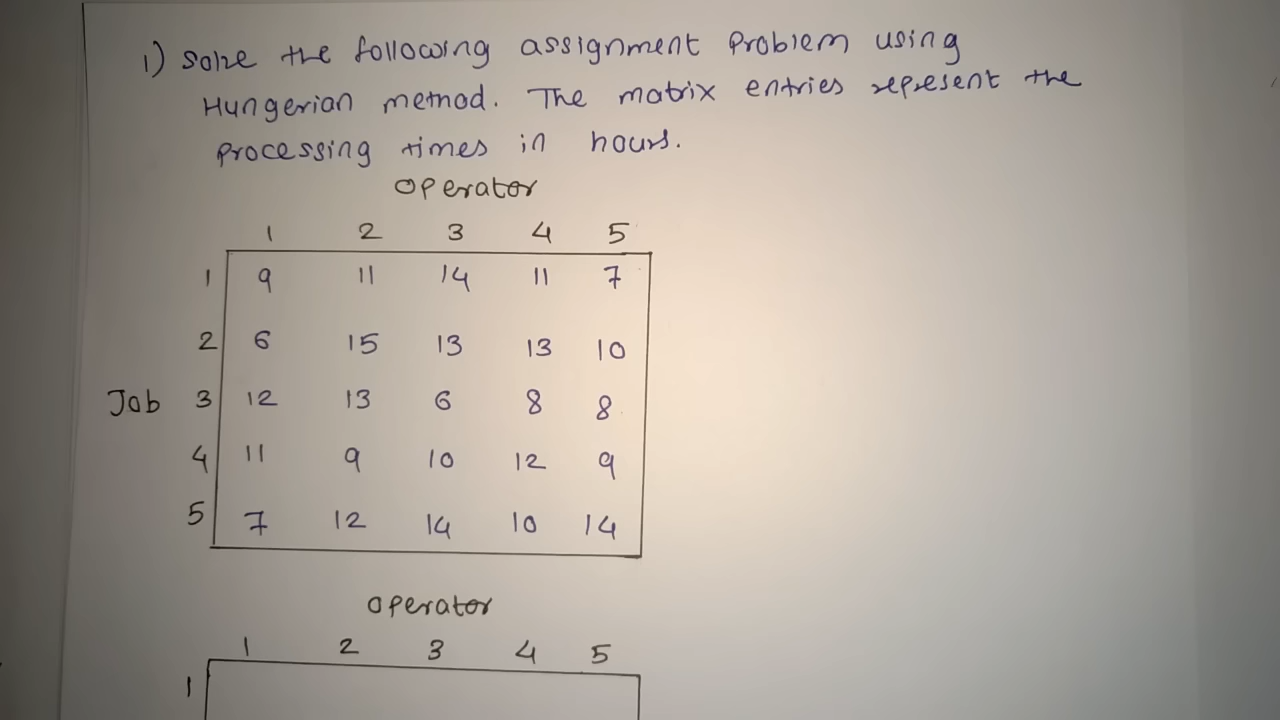 1) Solve the following assignment Problem using
Hungerian method. The matrix entries represent the
Processing times in hours.
Operator
1 2 3 4 5
1 9 11 14 11 7
2 6 15 13 13 10
Job 3 12 13 6 8 8
4 11 9 10 12 9
5 7 12 14 10 14
Operator
1 2 3 4 5
1